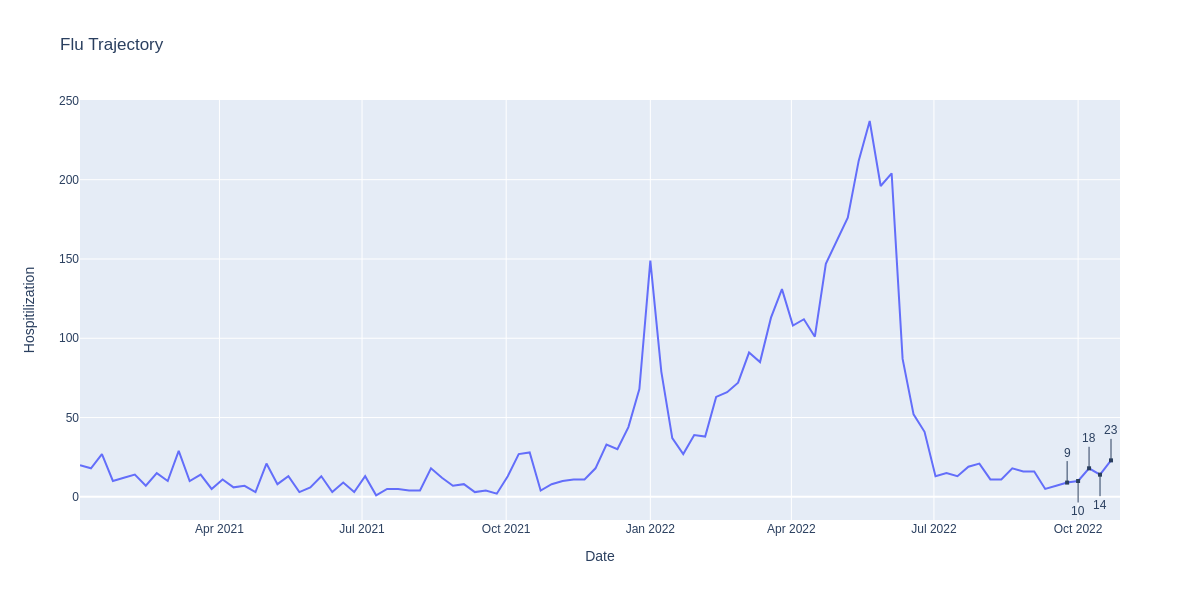 Flu Trajectory
250
200
150
100
50
0
Hospitilization
9
10
18
14
23
Apr 2021
Jul 2021
Oct 2021
Jan 2022
Apr 2022
Jul 2022
Oct 2022
Date